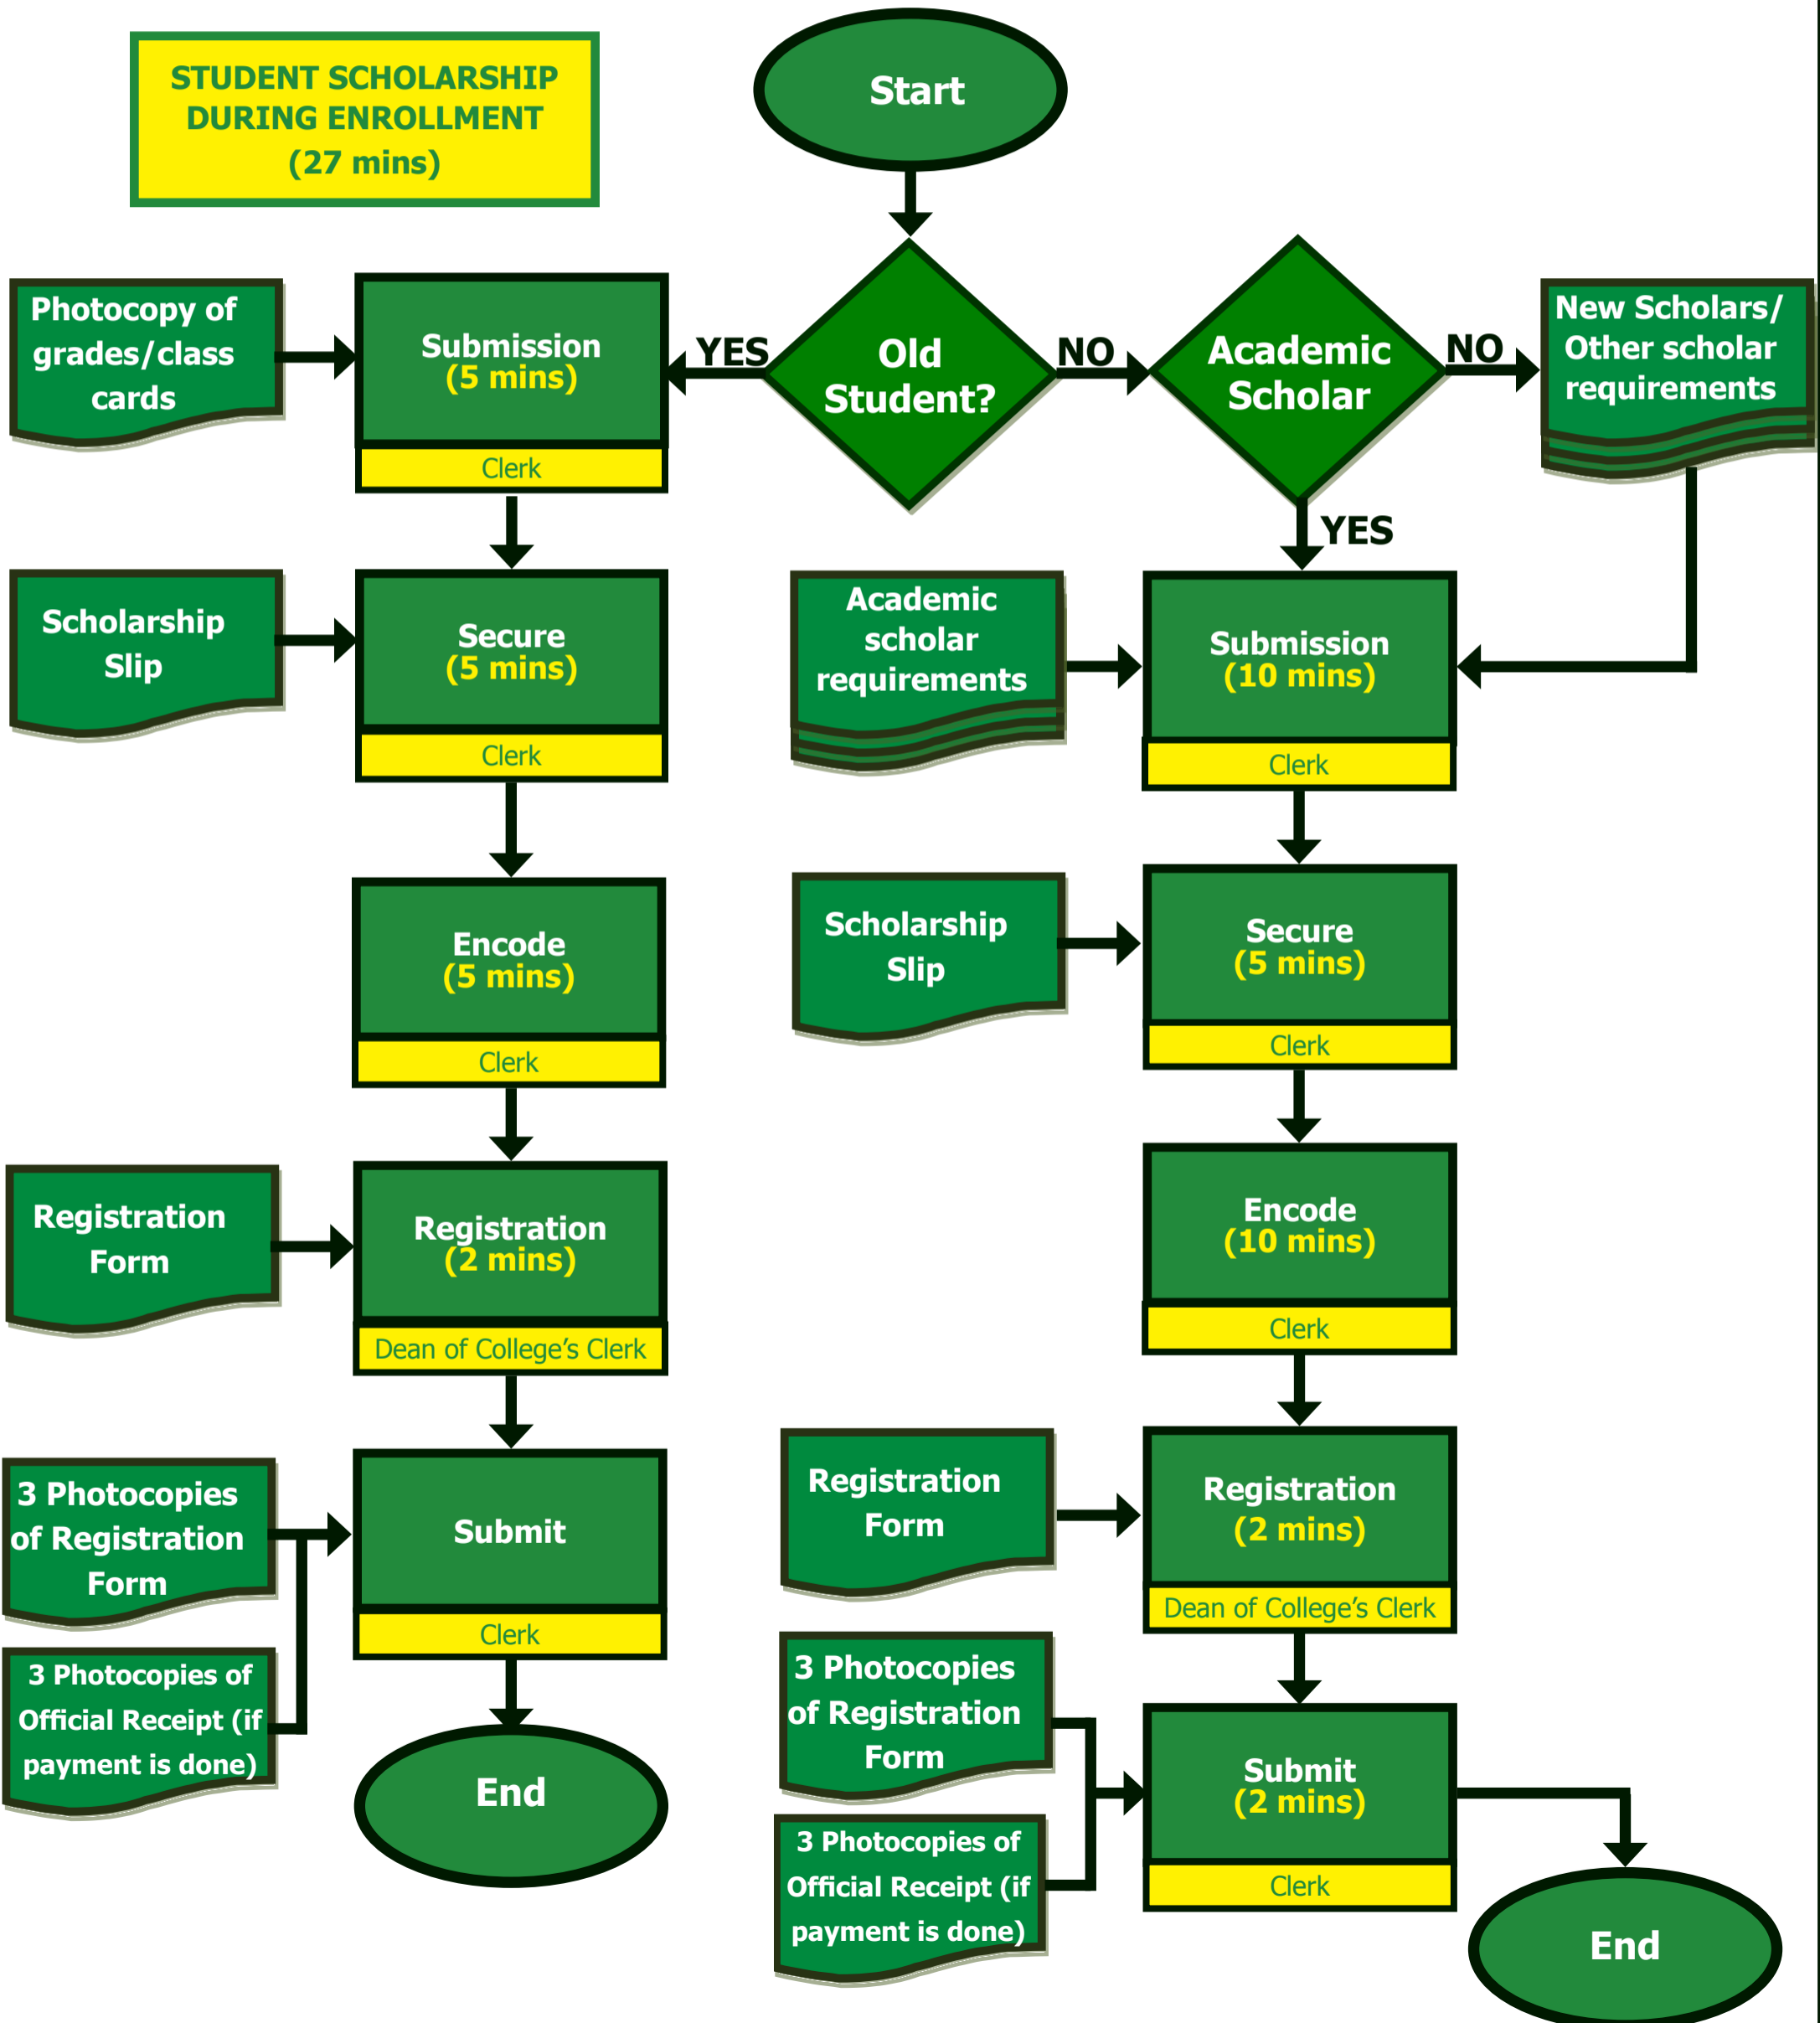 STUDENT SCHOLARSHIP
DURING ENROLLMENT
(27 mins)
Start
Photocopy of
grades/class
cards
Submission
(5 mins)
Clerk
YES
Old
Student?
NO
Academic
Scholar
NO
New Scholars/
Other scholar
requirements
YES
Scholarship
Slip
Secure
(5 mins)
Clerk
Academic
scholar
requirements
Submission
(10 mins)
Clerk
Encode
(5 mins)
Clerk
Scholarship
Slip
Secure
(5 mins)
Clerk
Registration
Form
Registration
(2 mins)
Dean of College's Clerk
Encode
(10 mins)
Clerk
3 Photocopies
of Registration
Form
3 Photocopies of
Official Receipt (if
payment is done)
Submit
Clerk
End
Registration
Form
Registration
(2 mins)
Dean of College's Clerk
3 Photocopies
of Registration
Form
3 Photocopies of
Official Receipt (if
payment is done)
Submit
(2 mins)
Clerk
End